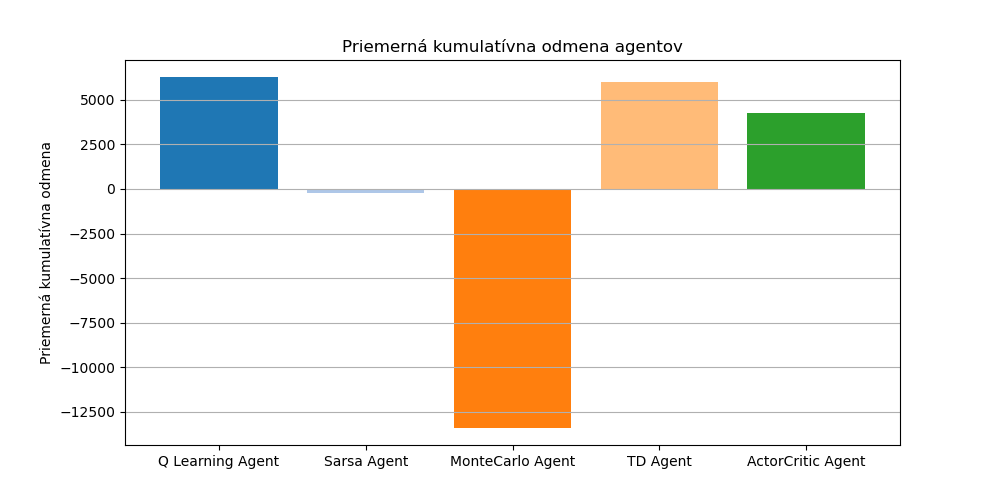 Priemerná kumulatívna odmena agentov
Priemerná kumulatívna odmena
5000
2500
0
−2500
−5000
−7500
−10000
−12500
Q Learning Agent
Sarsa Agent
MonteCarlo Agent
TD Agent
ActorCritic Agent